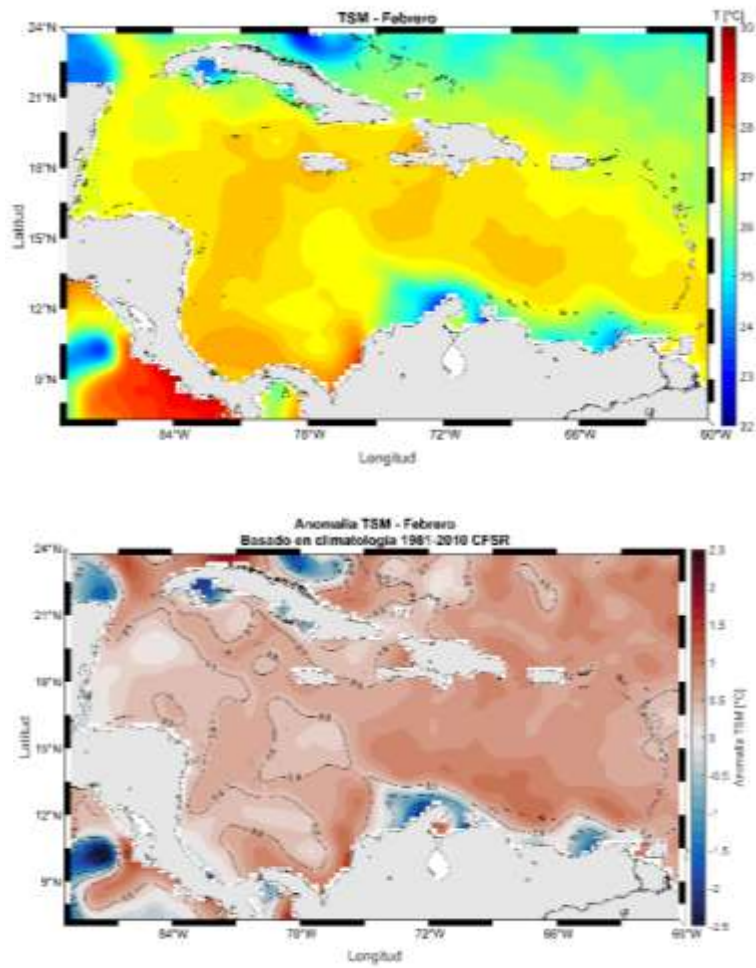 TSM - Febrero
T [ºC]
24°N
21°N
18°N
15°N
12°N
9°N
Latitud
30
29
28
27
26
25
24
23
22
84°W
78°W
72°W
66°W
60°W
Longitud
Anomalia TSM - Febrero
Basado en climatología 1981-2010 CFSR
24°N
21°N
18°N
15°N
12°N
9°N
Latitud
2.5
2
1.5
1
0.5
0
-0.5
-1
-1.5
-2
-2.5
Anomalia TSM [ºC]
84°W
78°W
72°W
66°W
Longitud